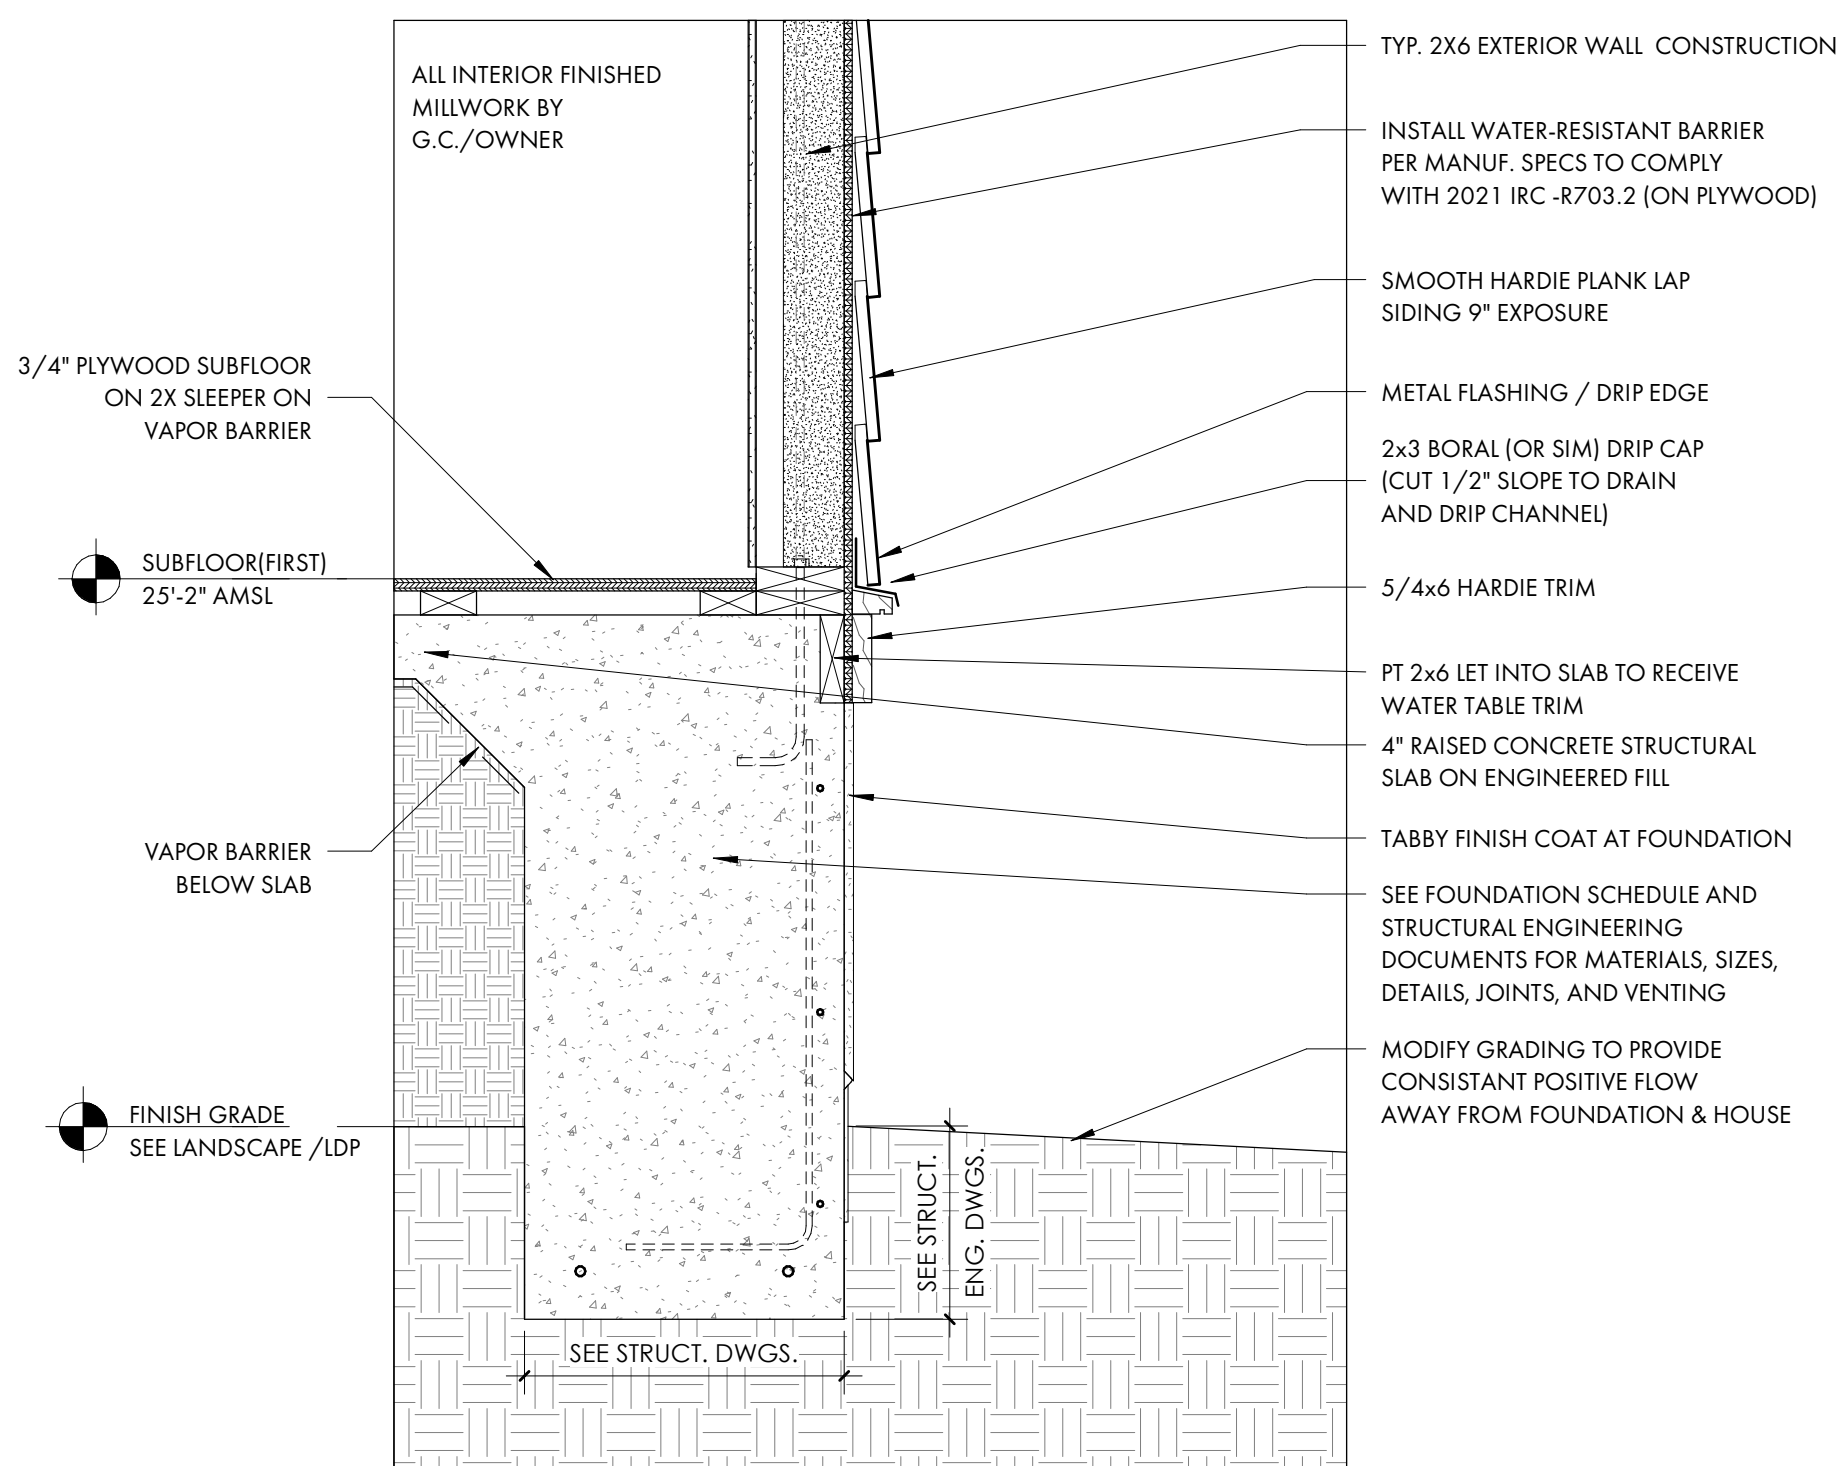 ALL INTERIOR FINISHED
MILLWORK BY
G.C./OWNER
3/4" PLYWOOD SUBFLOOR
ON 2X SLEEPER ON
VAPOR BARRIER
SUBFLOOR(FIRST)
25'-2" AMSL
VAPOR BARRIER
BELOW SLAB
FINISH GRADE
SEE LANDSCAPE /LDP
TYP. 2X6 EXTERIOR WALL CONSTRUCTION
INSTALL WATER-RESISTANT BARRIER
PER MANUF. SPECS TO COMPLY
WITH 2021 IRC -R703.2 (ON PLYWOOD)
SMOOTH HARDIE PLANK LAP
SIDING 9" EXPOSURE
METAL FLASHING / DRIP EDGE
2x3 BORAL (OR SIM) DRIP CAP
(CUT 1/2" SLOPE TO DRAIN
AND DRIP CHANNEL)
5/4x6 HARDIE TRIM
PT 2x6 LET INTO SLAB TO RECEIVE
WATER TABLE TRIM
4" RAISED CONCRETE STRUCTURAL
SLAB ON ENGINEERED FILL
TABBY FINISH COAT AT FOUNDATION
SEE FOUNDATION SCHEDULE AND
STRUCTURAL ENGINEERING
DOCUMENTS FOR MATERIALS, SIZES,
DETAILS, JOINTS, AND VENTING
MODIFY GRADING TO PROVIDE
CONSISTANT POSITIVE FLOW
AWAY FROM FOUNDATION & HOUSE
SEE STRUCT.
ENG. DWGS.
SEE STRUCT. DWGS.